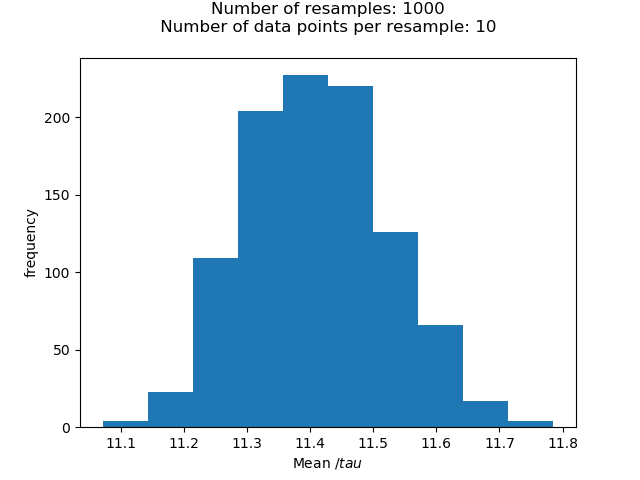 Number of resamples: 1000
Number of data points per resample: 10
200
150
100
50
0
frequency
11.1 11.2 11.3 11.4 11.5 11.6 11.7 11.8
Mean /tau